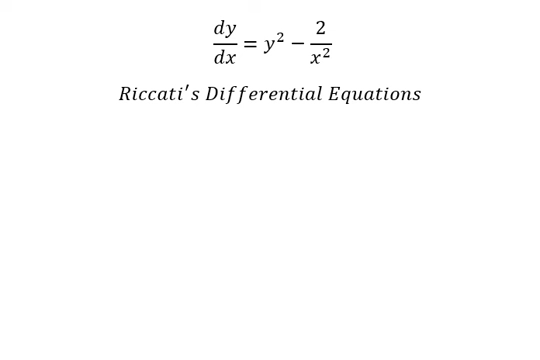 dy/dx = y² − 2/x²
Riccati's Differential Equations